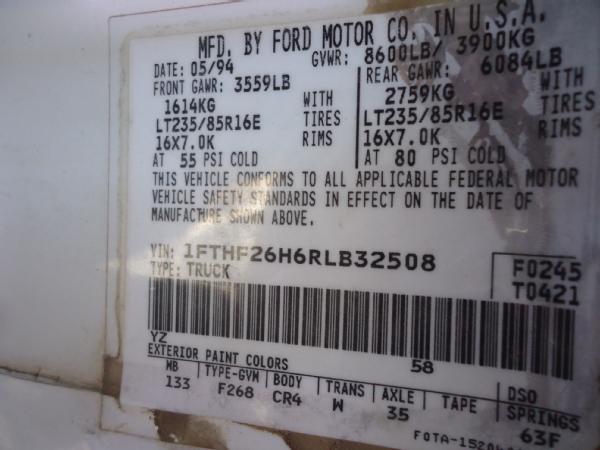 MFD. BY FORD MOTOR CO. IN U.S.A.
DATE: 05/94 GVWR: 8600LB/ 3900KG
FRONT GAWR: 3559LB REAR GAWR: 6084LB
1614KG WITH 2759KG WITH
LT235/85R16E TIRES LT235/85R16E TIRES
16X7.0K RIMS 16X7.0K RIMS
AT 55 PSI COLD AT 80 PSI COLD
THIS VEHICLE CONFORMS TO ALL APPLICABLE FEDERAL MOTOR
VEHICLE SAFETY STANDARDS IN EFFECT ON THE DATE OF
MANUFACTURE SHOWN ABOVE.
VIN: 1FTHF26H6RLB32508 F0245
TYPE: TRUCK T0421
YZ 58
EXTERIOR PAINT COLORS DSO
WB TYPE-GVM BODY TRANS AXLE TAPE SPRINGS
133 F268 CR4 W 35 63F